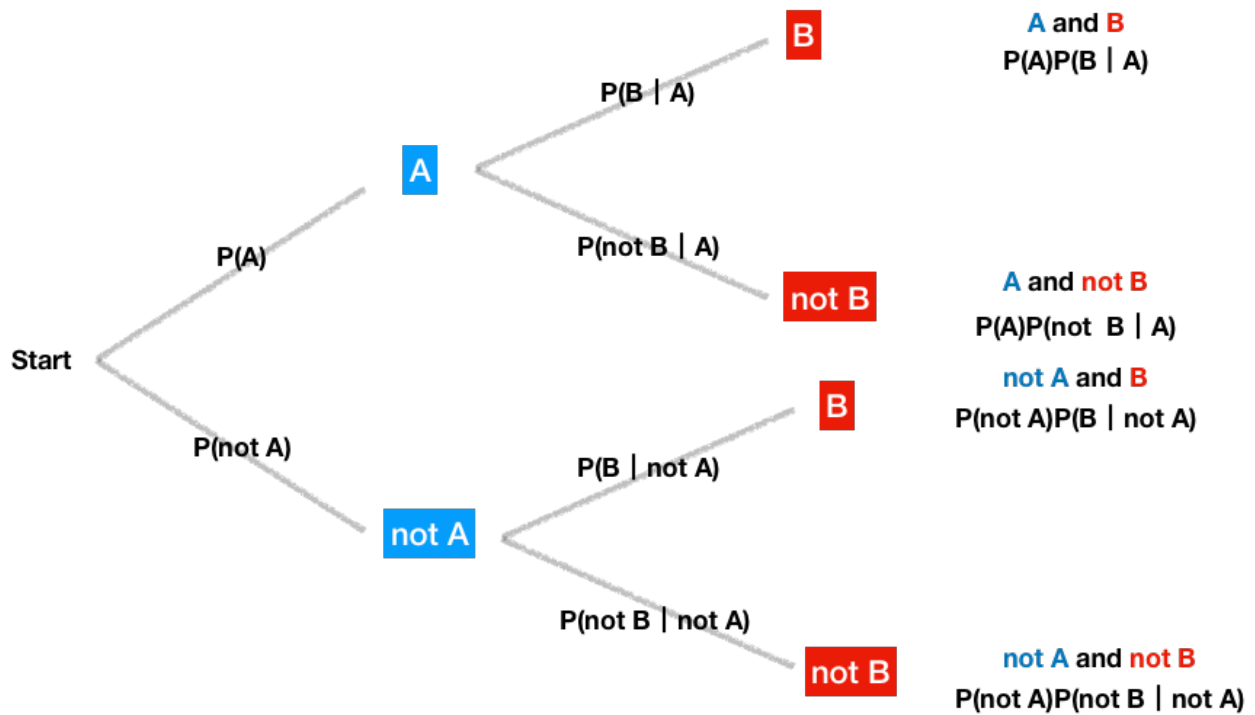 B
A and B
P(A)P(B | A)
P(B | A)
A
P(not B | A)
P(A)
not B
A and not B
P(A)P(not  B | A)
Start
not A and B
B
P(not A)P(B | not A)
P(not A)
P(B | not A)
not A
P(not B | not A)
not B
not A and not B
P(not A)P(not B | not A)